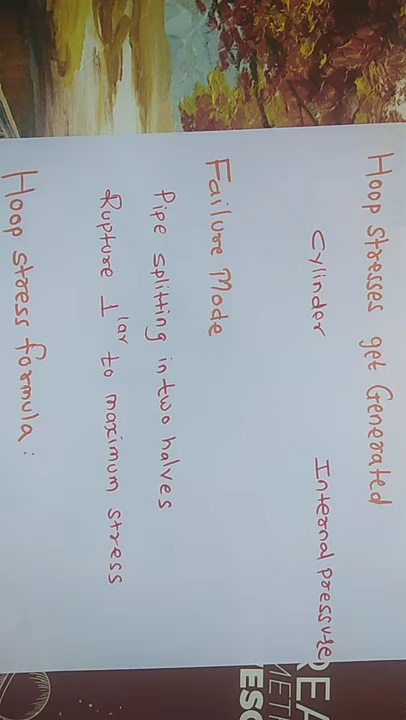 Hoop stresses get Generated
Cylinder Internal Pressure
Failure Mode
Pipe splitting in two halves
Rupture ⊥lar to maximum stress
Hoop stress formula: